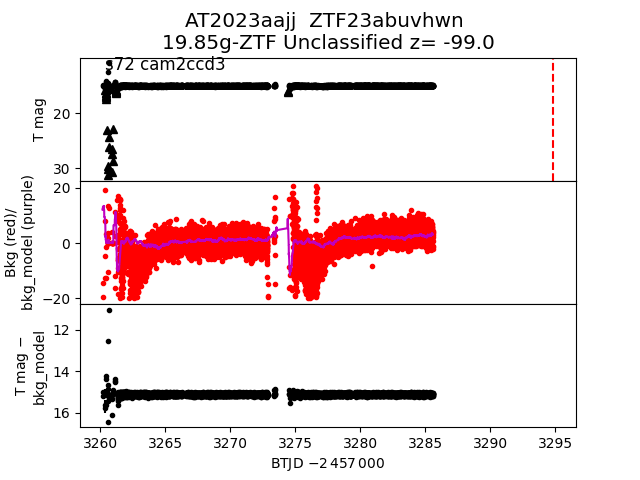 AT2023aajj ZTF23abuvhwn
19.85g-ZTF Unclassified z= -99.0
s72 cam2ccd3
T mag
20
30
Bkg (red)/
bkg_model (purple)
20
0
−20
T mag −
bkg_model
12
14
16
3260 3265 3270 3275 3280 3285 3290 3295
BTJD −2 457 000